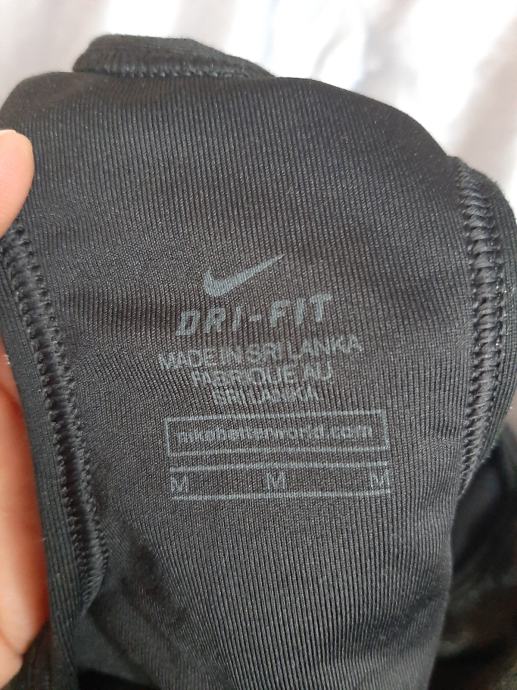 DRI-FIT
MADE IN SRI LANKA
FABRIQUE AU
SRI LANKA
nikebetterworld.com
M M M